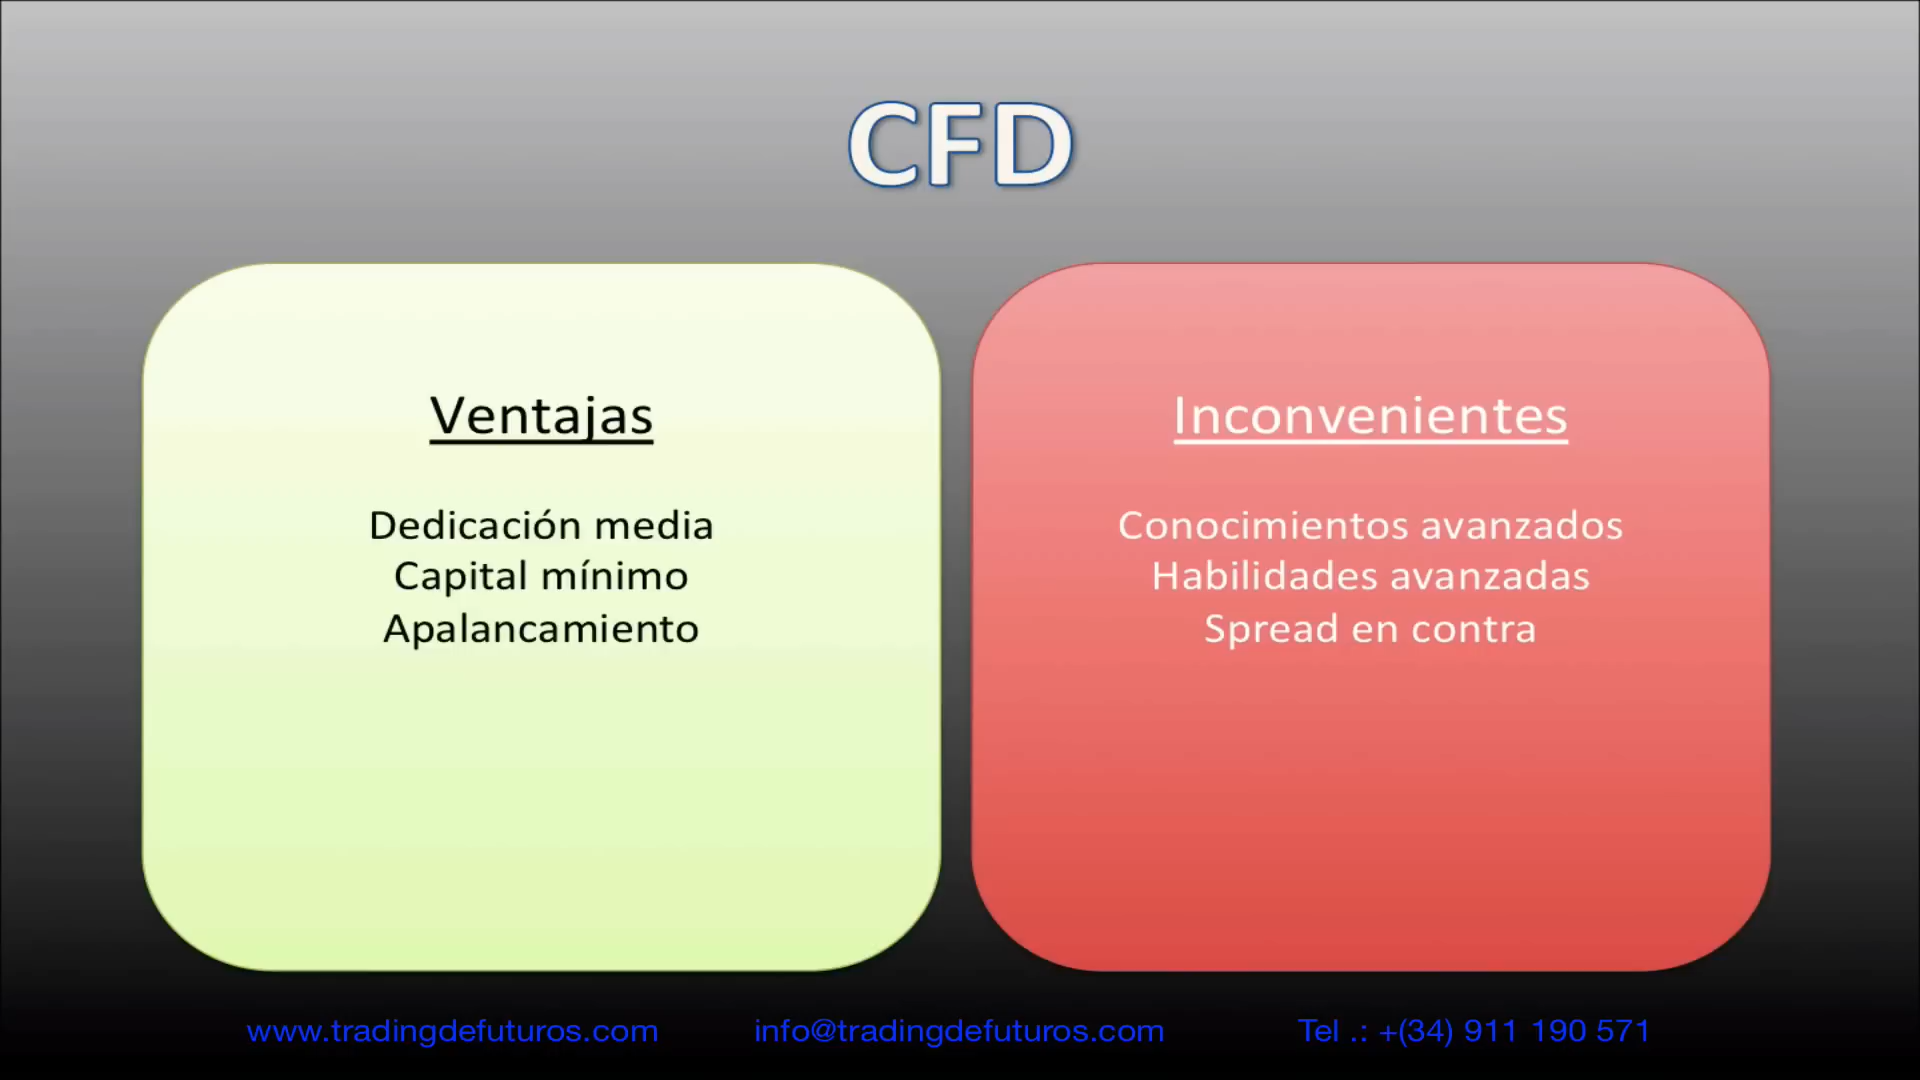 CFD
Ventajas
Dedicación media
Capital mínimo
Apalancamiento
Inconvenientes
Conocimientos avanzados
Habilidades avanzadas
Spread en contra
www.tradingdefuturos.com info@tradingdefuturos.com Tel .: +(34) 911 190 571